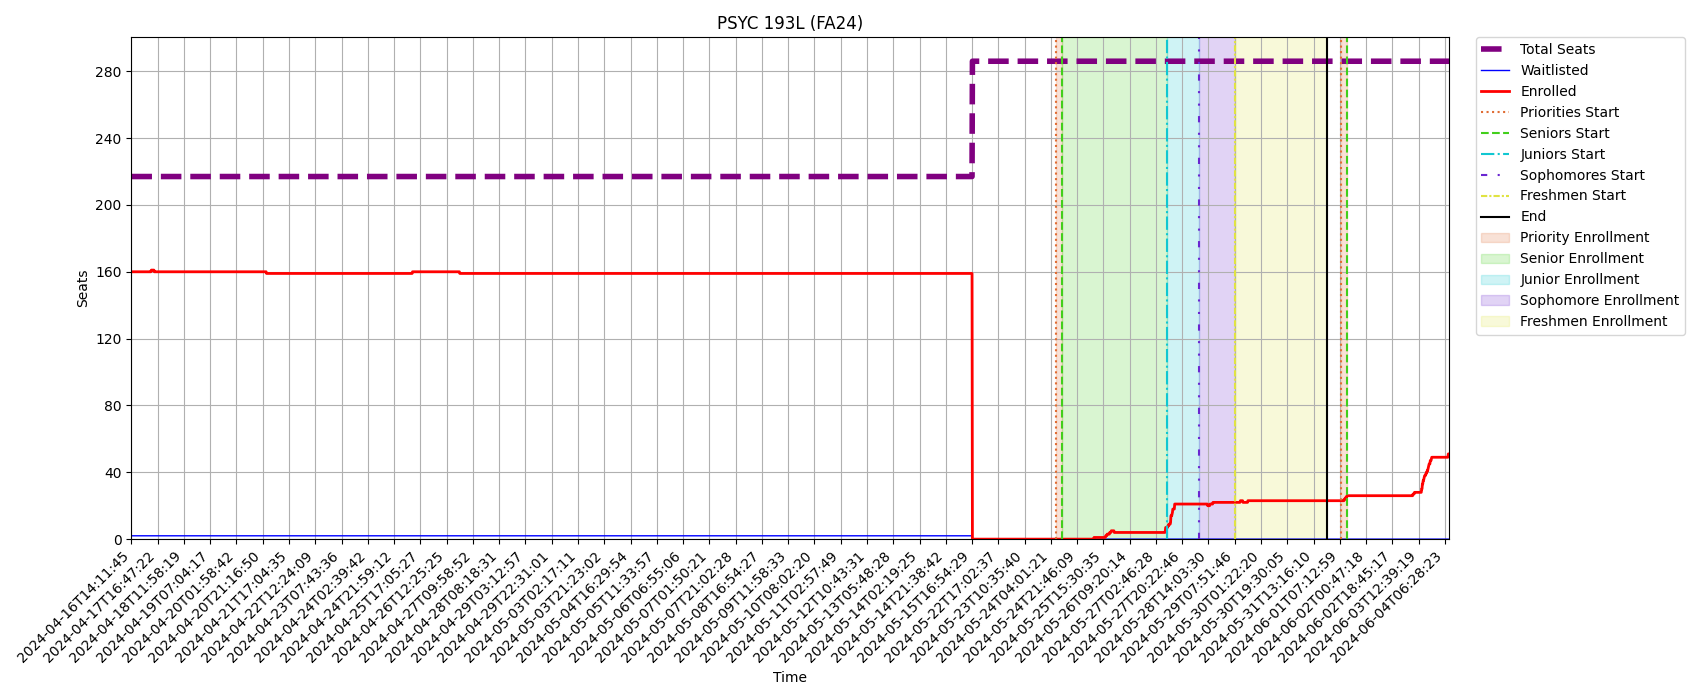 PSYC 193L (FA24)
Total Seats
Waitlisted
Enrolled
Priorities Start
Seniors Start
Juniors Start
Sophomores Start
Freshmen Start
End
Priority Enrollment
Senior Enrollment
Junior Enrollment
Sophomore Enrollment
Freshmen Enrollment
Seats
280
240
200
160
120
80
40
0
2024-04-16T14:11:45
2024-04-17T16:47:22
2024-04-18T11:58:19
2024-04-19T07:04:17
2024-04-20T01:58:42
2024-04-20T21:16:50
2024-04-21T17:04:35
2024-04-22T12:24:09
2024-04-23T07:43:36
2024-04-24T02:39:42
2024-04-24T21:59:12
2024-04-25T17:05:27
2024-04-26T12:25:25
2024-04-27T09:58:52
2024-04-28T08:18:31
2024-04-29T03:12:57
2024-04-29T22:31:01
2024-05-03T02:17:11
2024-05-03T21:23:02
2024-05-04T16:29:54
2024-05-05T11:33:57
2024-05-06T06:55:06
2024-05-07T01:50:21
2024-05-07T21:02:28
2024-05-08T16:54:27
2024-05-09T11:58:33
2024-05-10T08:02:20
2024-05-11T02:57:49
2024-05-12T10:43:31
2024-05-13T05:48:28
2024-05-14T02:19:25
2024-05-14T21:38:42
2024-05-15T16:54:29
2024-05-22T17:02:37
2024-05-23T10:35:40
2024-05-24T04:01:21
2024-05-24T21:46:09
2024-05-25T15:30:35
2024-05-26T09:20:14
2024-05-27T02:46:28
2024-05-27T20:22:46
2024-05-28T14:03:30
2024-05-29T07:51:46
2024-05-30T01:22:20
2024-05-30T19:30:05
2024-05-31T13:16:10
2024-06-01T07:12:59
2024-06-02T00:47:18
2024-06-02T18:45:17
2024-06-03T12:39:19
2024-06-04T06:28:23
Time